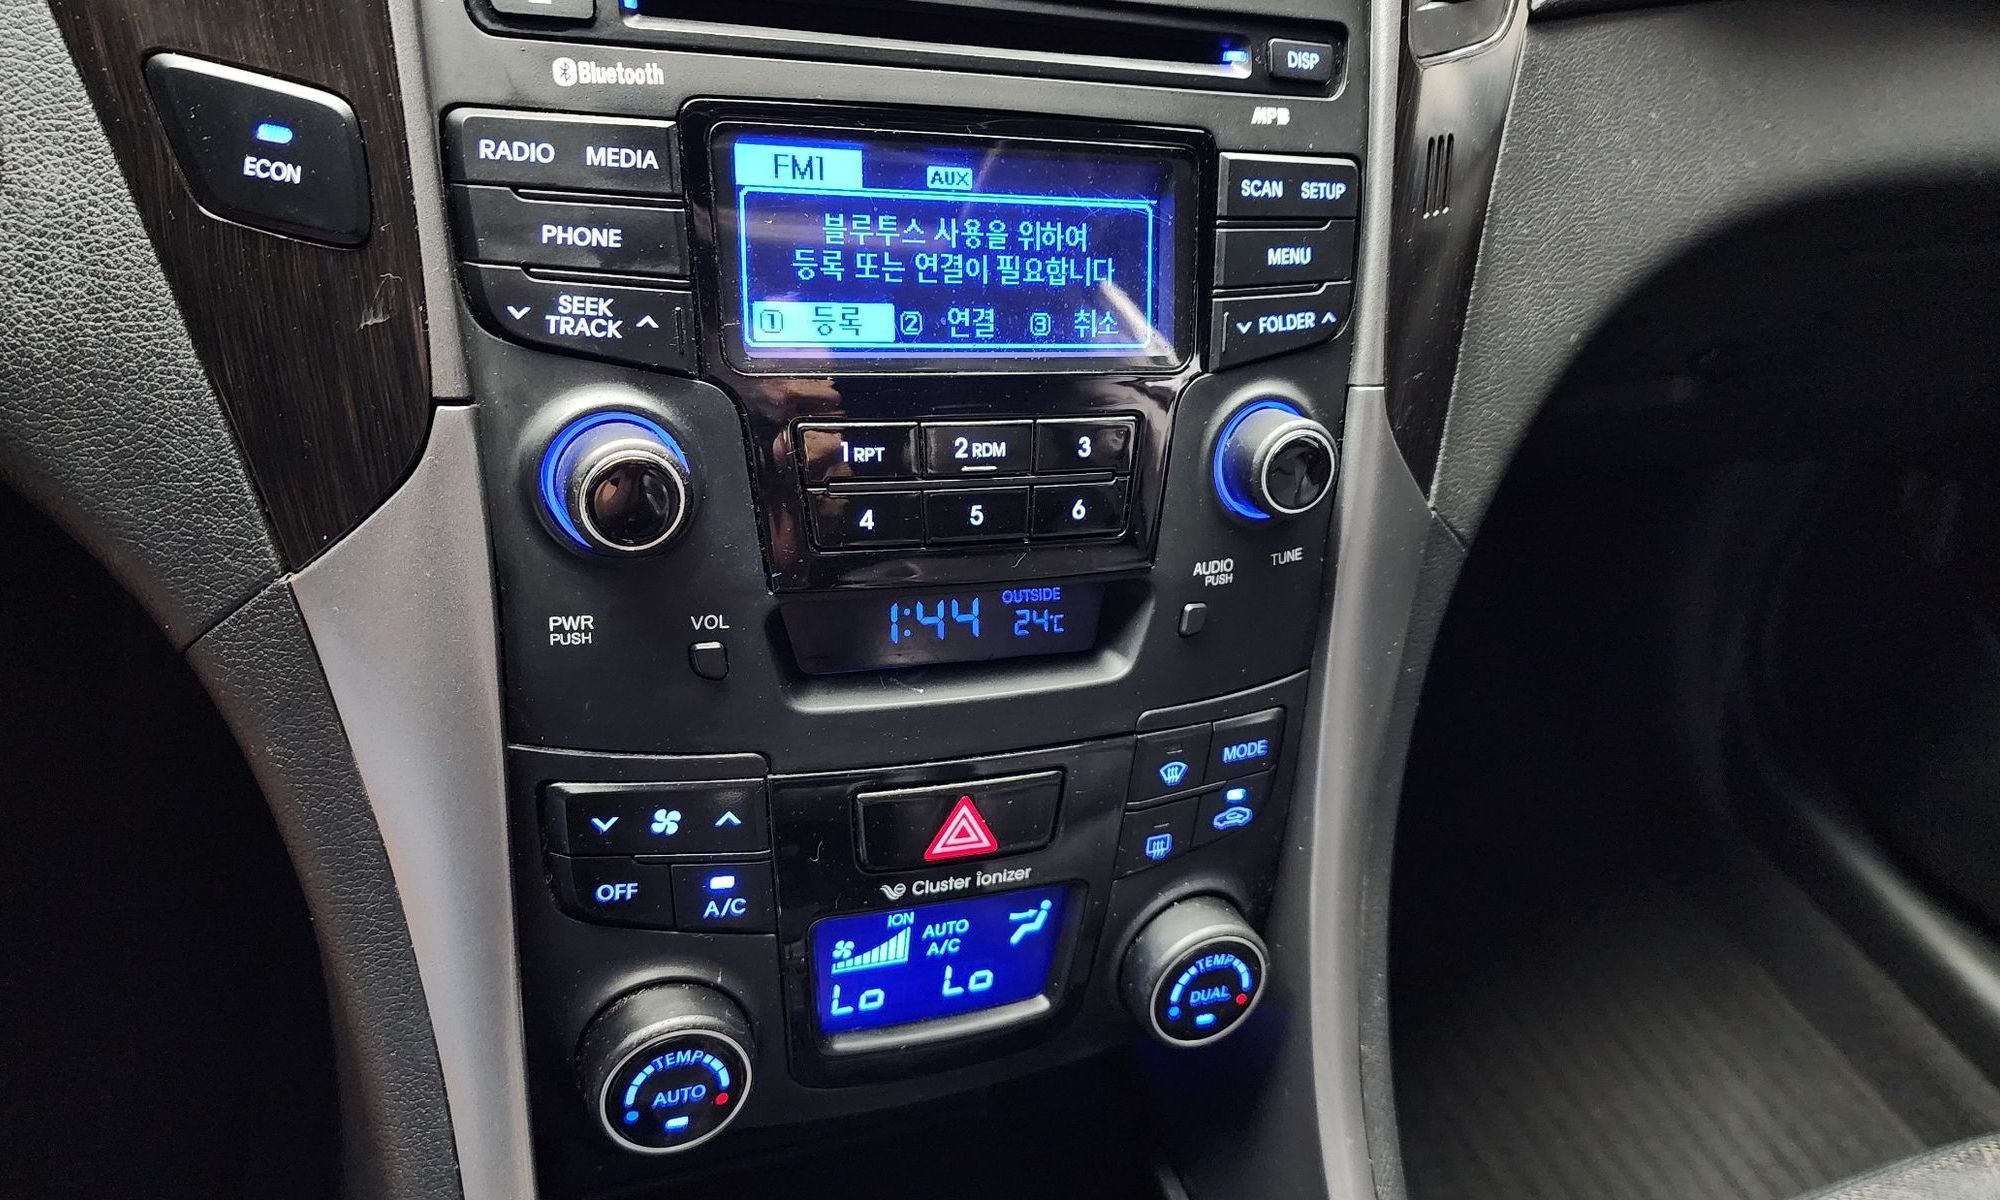 Bluetooth
DISP
MP3
ECON
RADIO MEDIA
PHONE
SEEK
TRACK
FM1
AUX
블루투스 사용을 위하여
등록 또는 연결이 필요합니다
① 등록 ② 연결 ③ 취소
SCAN SETUP
MENU
FOLDER
1 RPT
2 RDM
3
4
5
6
PWR
PUSH
VOL
AUDIO
PUSH
TUNE
1:44
OUTSIDE
24℃
MODE
OFF
A/C
Cluster ionizer
ION
AUTO
A/C
Lo
Lo
TEMP
AUTO
TEMP
DUAL